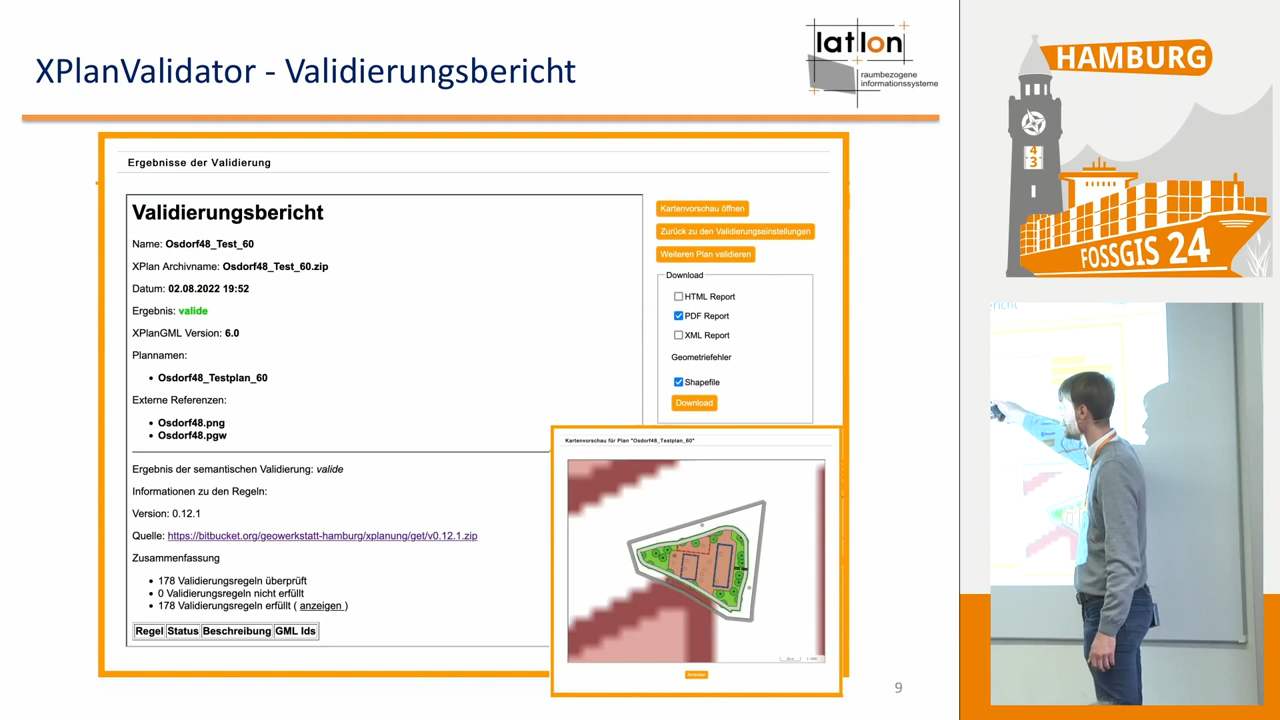 XPlanValidator - Validierungsbericht
lat/lon
raumbezogene
informationssysteme
Ergebnisse der Validierung
Validierungsbericht
Name: Osdorf48_Test_60
XPlan Archivname: Osdorf48_Test_60.zip
Datum: 02.08.2022 19:52
Ergebnis: valide
XPlanGML Version: 6.0
Plannamen:
• Osdorf48_Testplan_60
Externe Referenzen:
• Osdorf48.png
• Osdorf48.pgw
Ergebnis der semantischen Validierung: valide
Informationen zu den Regeln:
Version: 0.12.1
Quelle: https://bitbucket.org/geowerkstatt-hamburg/xplanung/get/v0.12.1.zip
Zusammenfassung
• 178 Validierungsregeln überprüft
• 0 Validierungsregeln nicht erfüllt
• 178 Validierungsregeln erfüllt ( anzeigen )
Regel Status Beschreibung GML Ids
Kartenvorschau öffnen
Zurück zu den Validierungseinstellungen
Weiteren Plan validieren
Download
HTML Report
PDF Report
XML Report
Geometriefehler
Shapefile
Download
Kartenvorschau für Plan "Osdorf48_Testplan_60"
9
HAMBURG
4
3
FOSSGIS 24